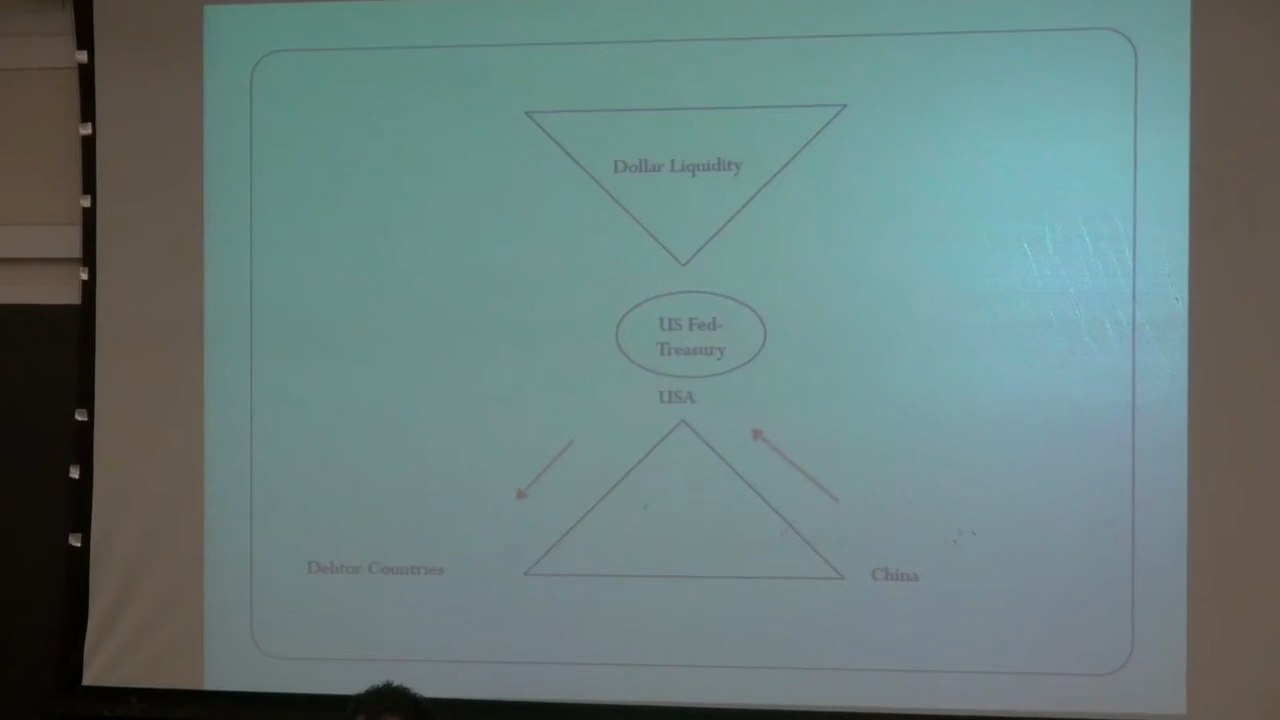 Dollar Liquidity
US Fed-
Treasury
USA
Debtor Countries
China